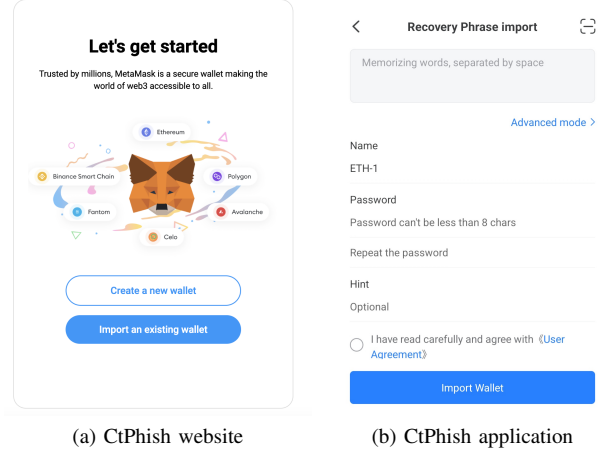 Let's get started
Trusted by millions, MetaMask is a secure wallet making the
world of web3 accessible to all.
Ethereum
Binance Smart Chain
Polygon
Fantom
Avalanche
Celo
Create a new wallet
Import an existing wallet
(a) CtPhish website
Recovery Phrase import
Memorizing words, separated by space
Advanced mode >
Name
ETH-1
Password
Password can't be less than 8 chars
Repeat the password
Hint
Optional
I have read carefully and agree with《User
Agreement》
Import Wallet
(b) CtPhish application